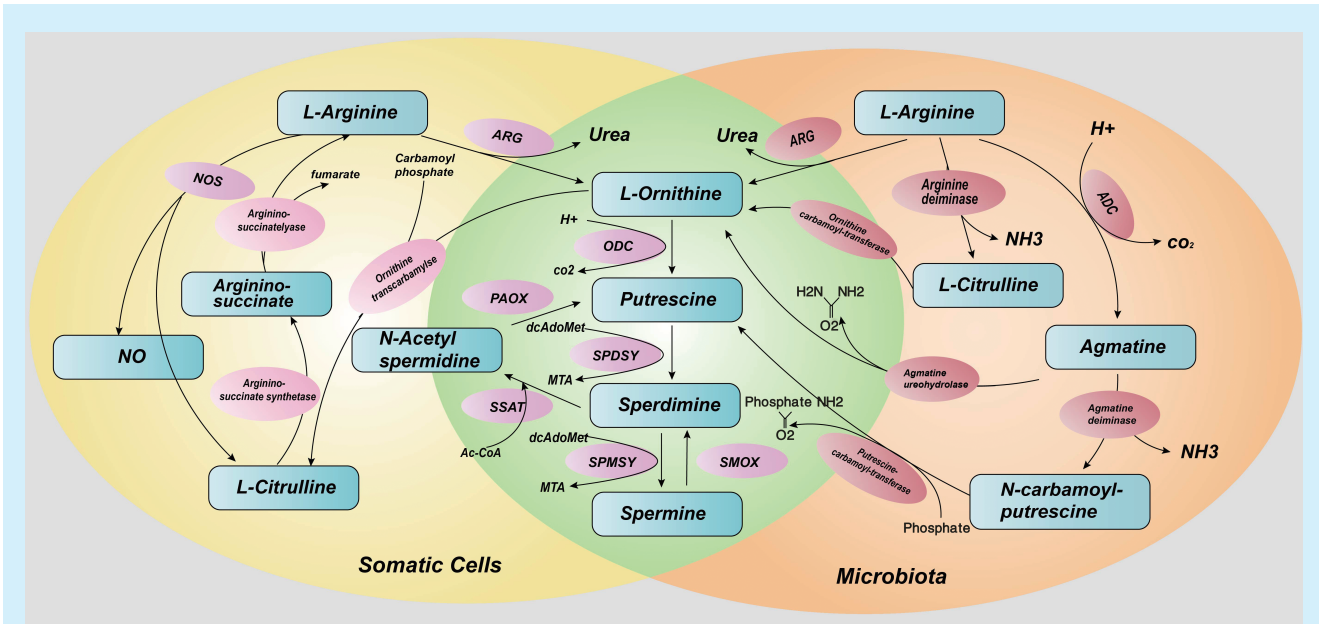 L-Arginine
ARG
Urea
Urea
ARG
L-Arginine
H+
NOS
fumarate
Carbamoyl
phosphate
L-Ornithine
Arginine
deiminase
ADC
Arginino-
succinatelyase
H+
ODC
co2
Ornithine
carbamoyl-transferase
NH3
co₂
Ornithine
transcarbamylse
Arginino-
succinate
PAOX
Putrescine
H2N
NH2
O2
L-Citrulline
NO
N-Acetyl
spermidine
dcAdoMet
SPDSY
MTA
Agmatine
Arginino-
succinate synthetase
SSAT
Sperdimine
Agmatine
ureohydrolase
Phosphate NH2
O2
Agmatine
deiminase
NH3
Ac-CoA
dcAdoMet
SPMSY
MTA
SMOX
Putrescine-
carbamoyl-transferase
L-Citrulline
Spermine
N-carbamoyl-
putrescine
Phosphate
Somatic Cells
Microbiota